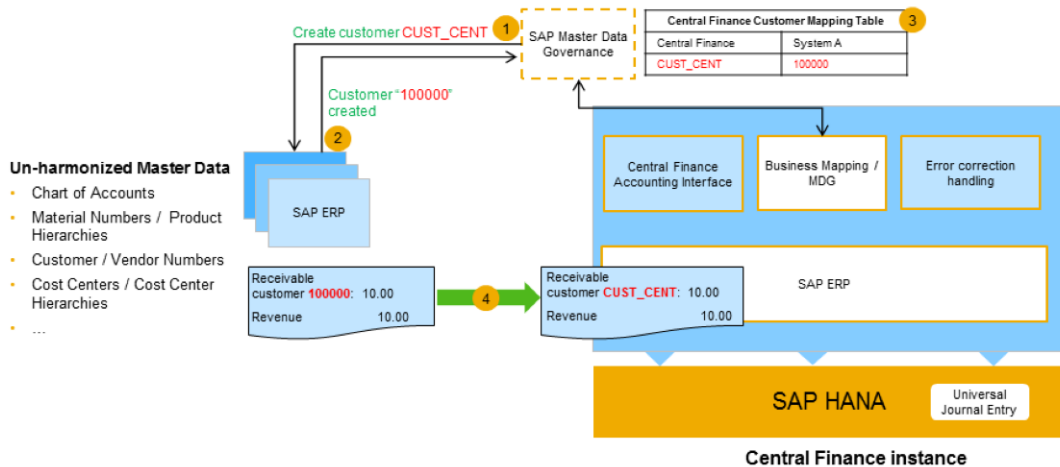 Create customer CUST_CENT
1
SAP Master Data
Governance
Central Finance Customer Mapping Table
3
Central Finance System A
CUST_CENT 100000
Customer “100000”
created
2
Un-harmonized Master Data
• Chart of Accounts
• Material Numbers / Product
Hierarchies
• Customer / Vendor Numbers
• Cost Centers / Cost Center
Hierarchies
• ...
SAP ERP
Central Finance
Accounting Interface
Business Mapping /
MDG
Error correction
handling
Receivable
customer 100000: 10.00
Revenue 10.00
4
Receivable
customer CUST_CENT: 10.00
Revenue 10.00
SAP ERP
SAP HANA
Universal
Journal Entry
Central Finance instance